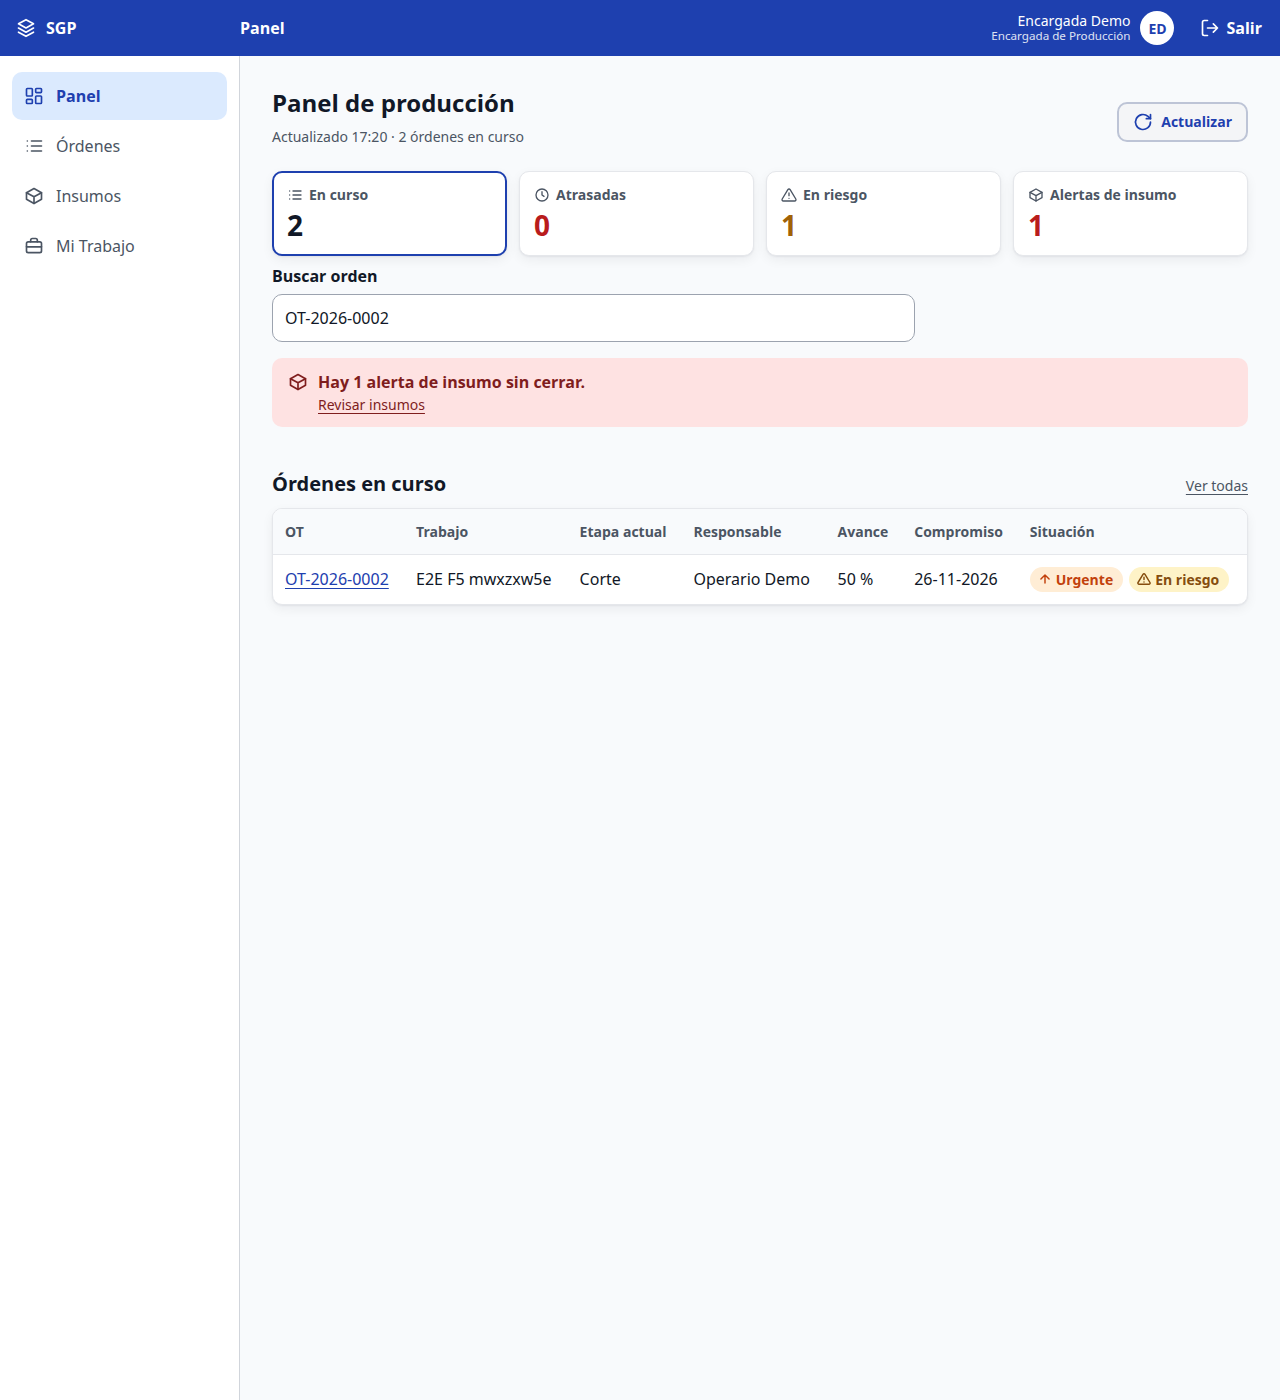 SGP
Panel
Encargada Demo
Encargada de Producción
ED
Salir
Panel
Órdenes
Insumos
Mi Trabajo
Panel de producción
Actualizado 17:20 · 2 órdenes en curso
Actualizar
En curso
2
Atrasadas
0
En riesgo
1
Alertas de insumo
1
Buscar orden
OT-2026-0002
Hay 1 alerta de insumo sin cerrar.
Revisar insumos
Órdenes en curso
Ver todas
OT Trabajo Etapa actual Responsable Avance Compromiso Situación
OT-2026-0002 E2E F5 mwxzxw5e Corte Operario Demo 50 % 26-11-2026 Urgente En riesgo